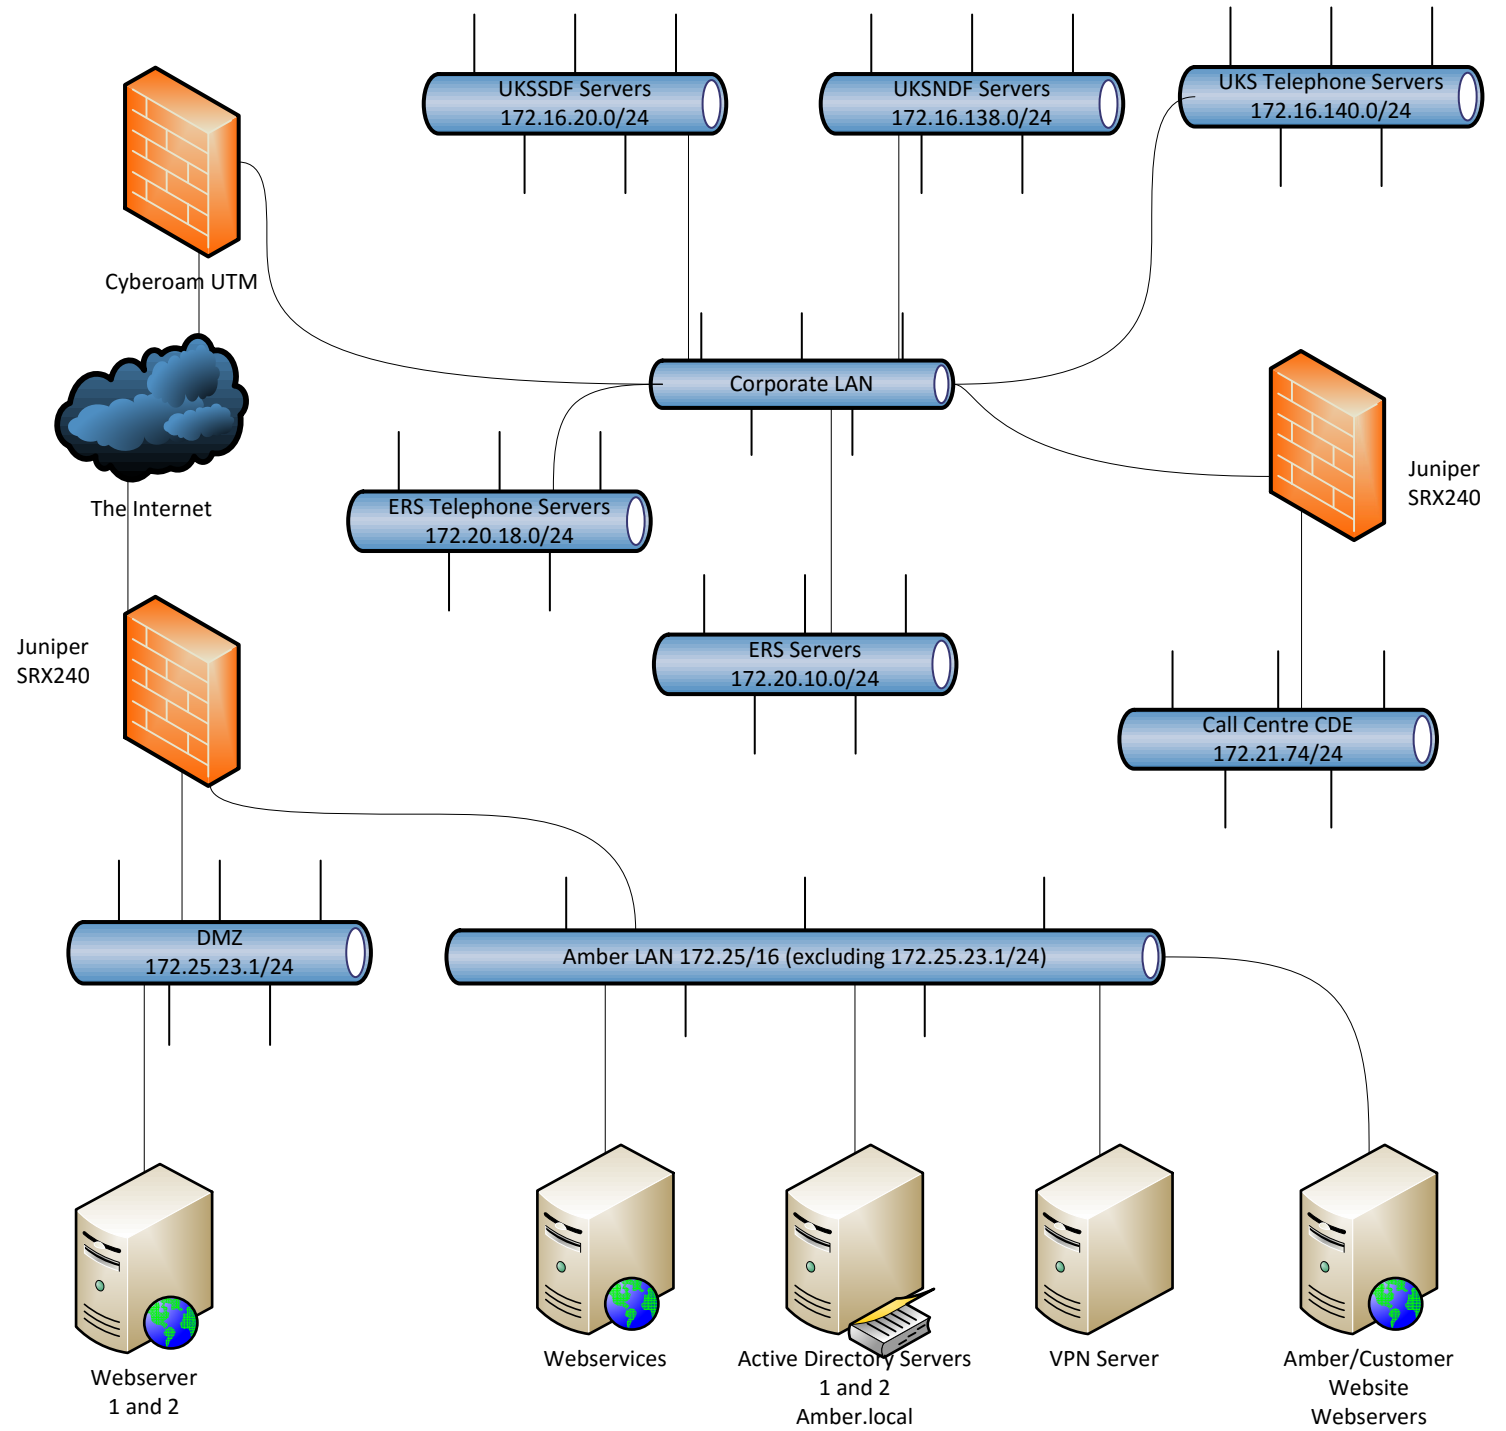 UKSSDF Servers
172.16.20.0/24
UKSNDF Servers
172.16.138.0/24
UKS Telephone Servers
172.16.140.0/24
Cyberoam UTM
Corporate LAN
The Internet
Juniper
SRX240
ERS Telephone Servers
172.20.18.0/24
Juniper
SRX240
ERS Servers
172.20.10.0/24
Call Centre CDE
172.21.74/24
DMZ
172.25.23.1/24
Amber LAN 172.25/16 (excluding 172.25.23.1/24)
Webserver
1 and 2
Webservices
Active Directory Servers
1 and 2
Amber.local
VPN Server
Amber/Customer
Website
Webservers